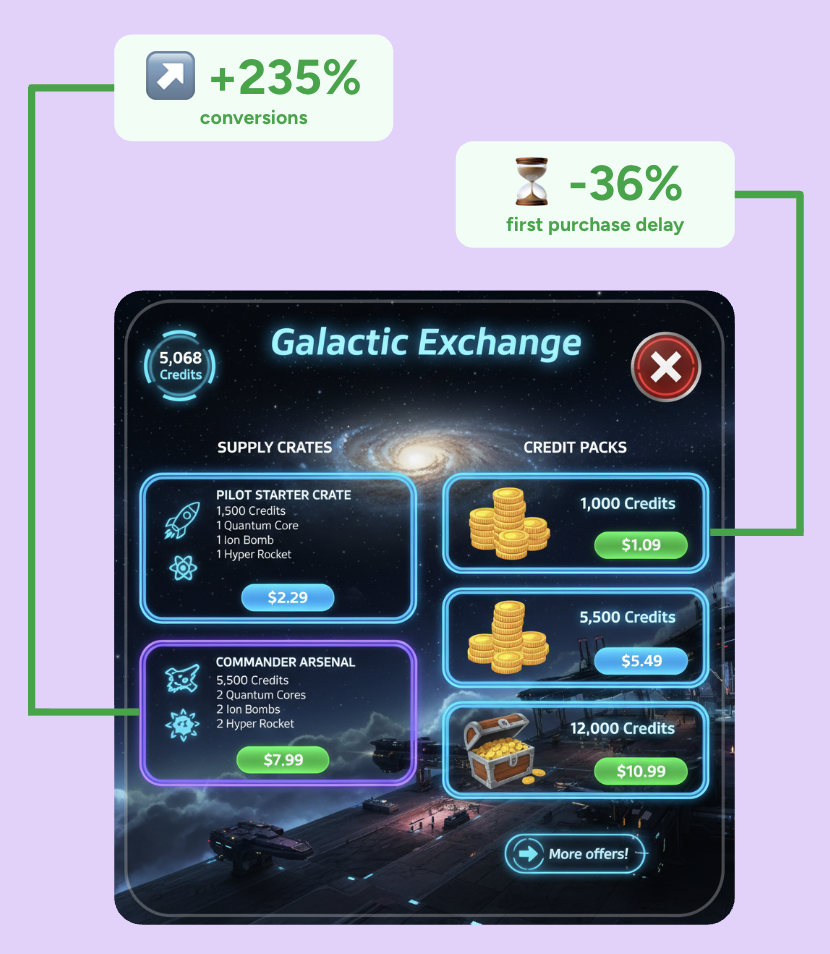 +235%
conversions
-36%
first purchase delay
5,068
Credits
Galactic Exchange
SUPPLY CRATES
PILOT STARTER CRATE
1,500 Credits
1 Quantum Core
1 Ion Bomb
1 Hyper Rocket
$2.29
COMMANDER ARSENAL
5,500 Credits
2 Quantum Cores
2 Ion Bombs
2 Hyper Rocket
$7.99
CREDIT PACKS
1,000 Credits
$1.09
5,500 Credits
$5.49
12,000 Credits
$10.99
More offers!